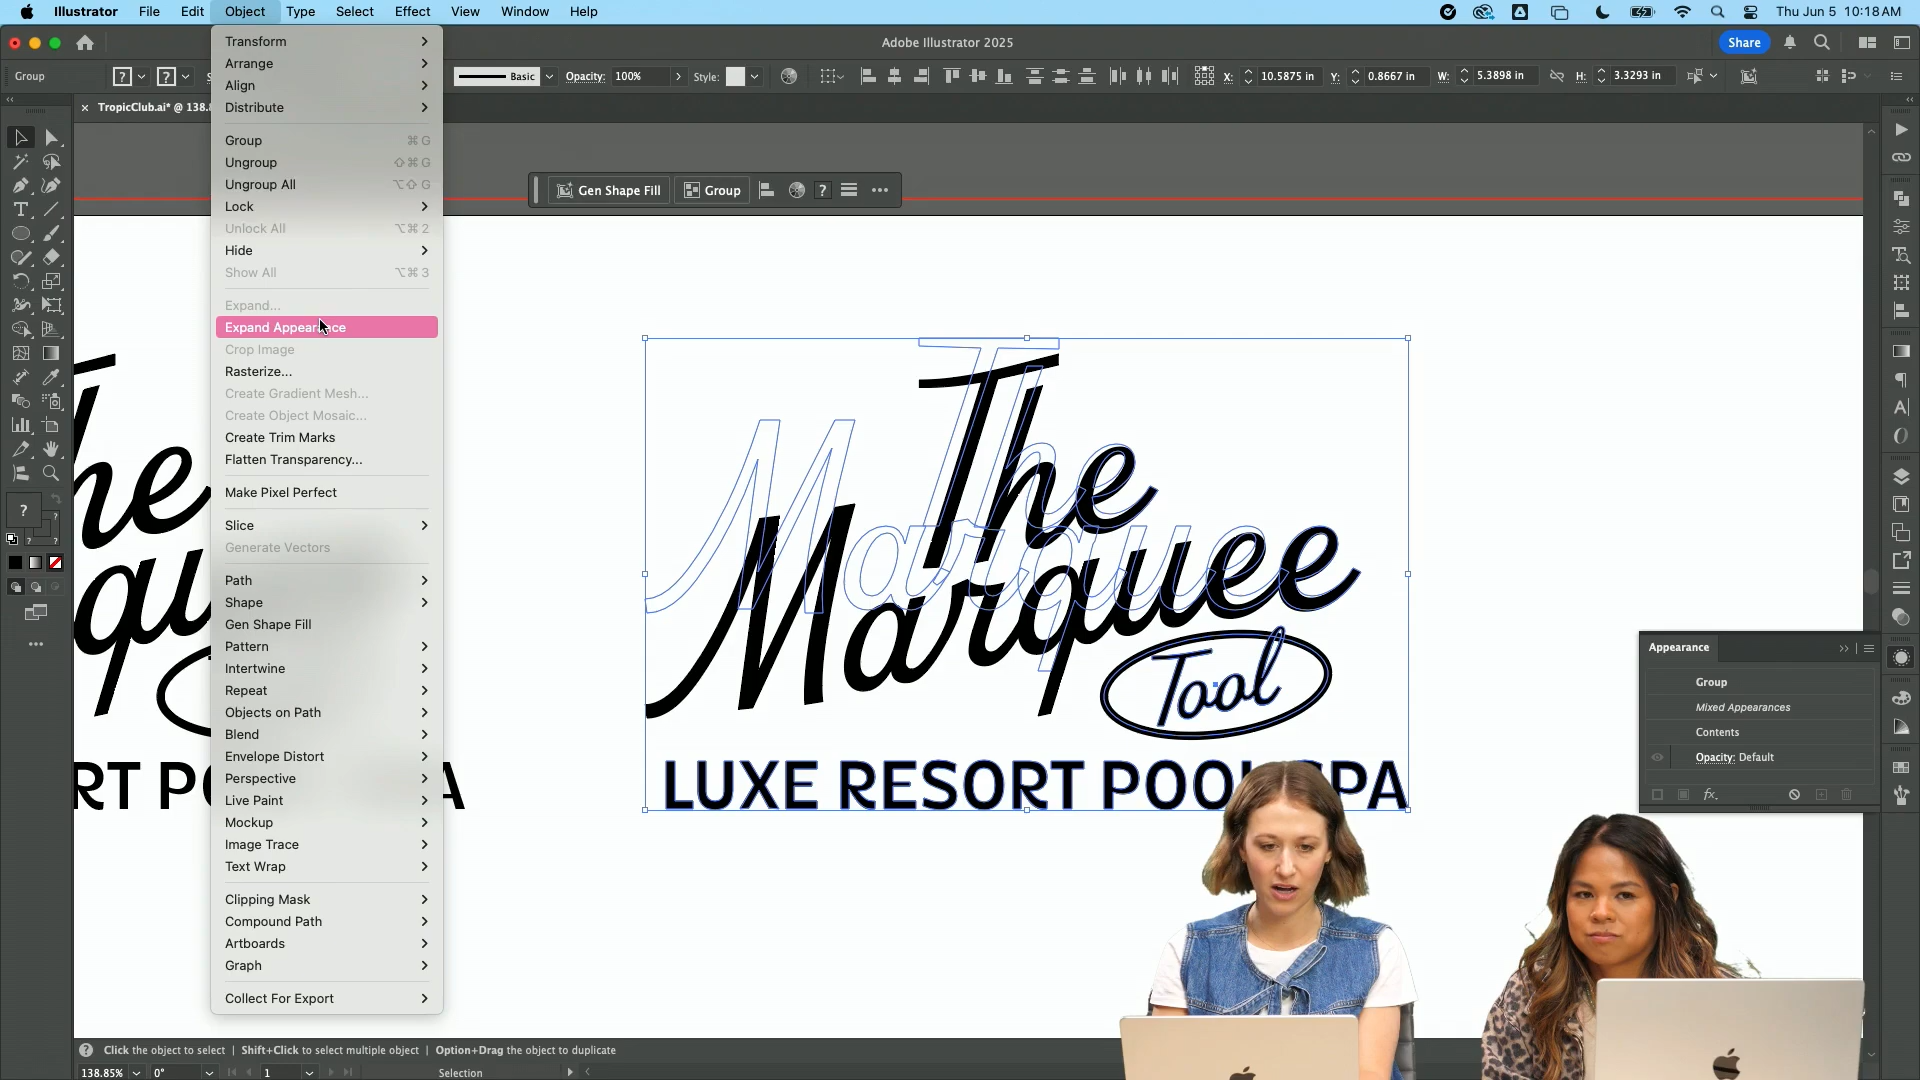 Illustrator File Edit Object Type Select Effect View Window Help
Thu Jun 5 10:18 AM
Adobe Illustrator 2025
Share
Group ? ? Basic Opacity: 100% Style: X: 10.5875 in Y: 0.8667 in W: 5.3898 in H: 3.3293 in
× TropicClub.ai* @ 138.8
Transform
Arrange
Align
Distribute
Group ⌘ G
Ungroup ⇧⌘ G
Ungroup All ⌥⇧ G
Lock
Unlock All ⌥⌘ 2
Hide
Show All ⌥⌘ 3
Expand...
Expand Appearance
Crop Image
Rasterize...
Create Gradient Mesh...
Create Object Mosaic...
Create Trim Marks
Flatten Transparency...
Make Pixel Perfect
Slice
Generate Vectors
Path
Shape
Gen Shape Fill
Pattern
Intertwine
Repeat
Objects on Path
Blend
Envelope Distort
Perspective
Live Paint
Mockup
Image Trace
Text Wrap
Clipping Mask
Compound Path
Artboards
Graph
Collect For Export
Gen Shape Fill Group ?
The
Marquee
Tool
LUXE RESORT POOL SPA
he
qu
RT P
A
Appearance
Group
Mixed Appearances
Contents
Opacity: Default
fx
Click the object to select | Shift+Click to select multiple object | Option+Drag the object to duplicate
138.85% 0° 1 Selection